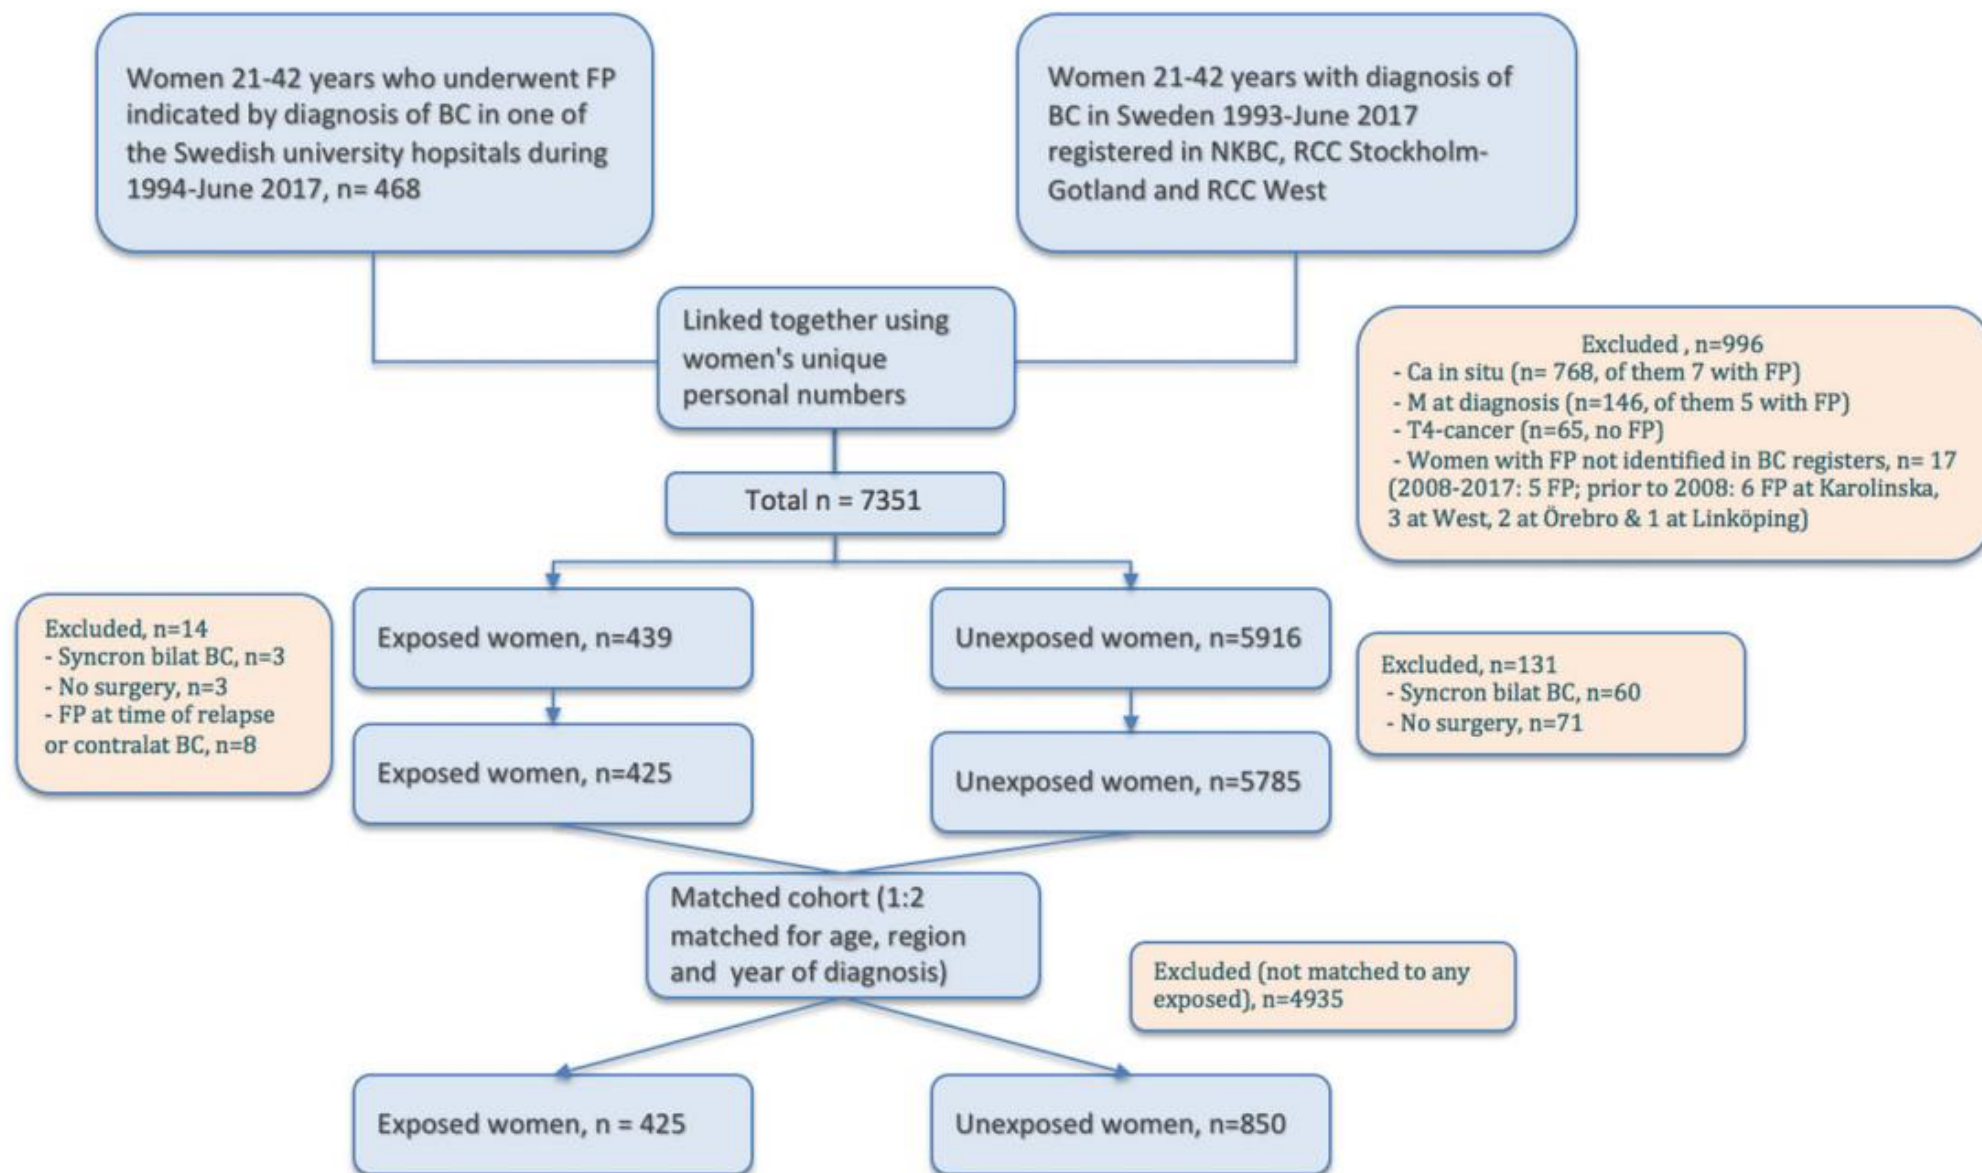 Women 21-42 years who underwent FP
indicated by diagnosis of BC in one of
the Swedish university hopsitals during
1994-June 2017, n= 468
Women 21-42 years with diagnosis of
BC in Sweden 1993-June 2017
registered in NKBC, RCC Stockholm-
Gotland and RCC West
Linked together using
women's unique
personal numbers
Excluded , n=996
- Ca in situ (n= 768, of them 7 with FP)
- M at diagnosis (n=146, of them 5 with FP)
- T4-cancer (n=65, no FP)
- Women with FP not identified in BC registers, n= 17
(2008-2017: 5 FP; prior to 2008: 6 FP at Karolinska,
3 at West, 2 at Örebro & 1 at Linköping)
Total n = 7351
Excluded, n=14
- Syncron bilat BC, n=3
- No surgery, n=3
- FP at time of relapse
or contralat BC, n=8
Exposed women, n=439
Unexposed women, n=5916
Excluded, n=131
- Syncron bilat BC, n=60
- No surgery, n=71
Exposed women, n=425
Unexposed women, n=5785
Matched cohort (1:2
matched for age, region
and year of diagnosis)
Excluded (not matched to any
exposed), n=4935
Exposed women, n = 425
Unexposed women, n=850